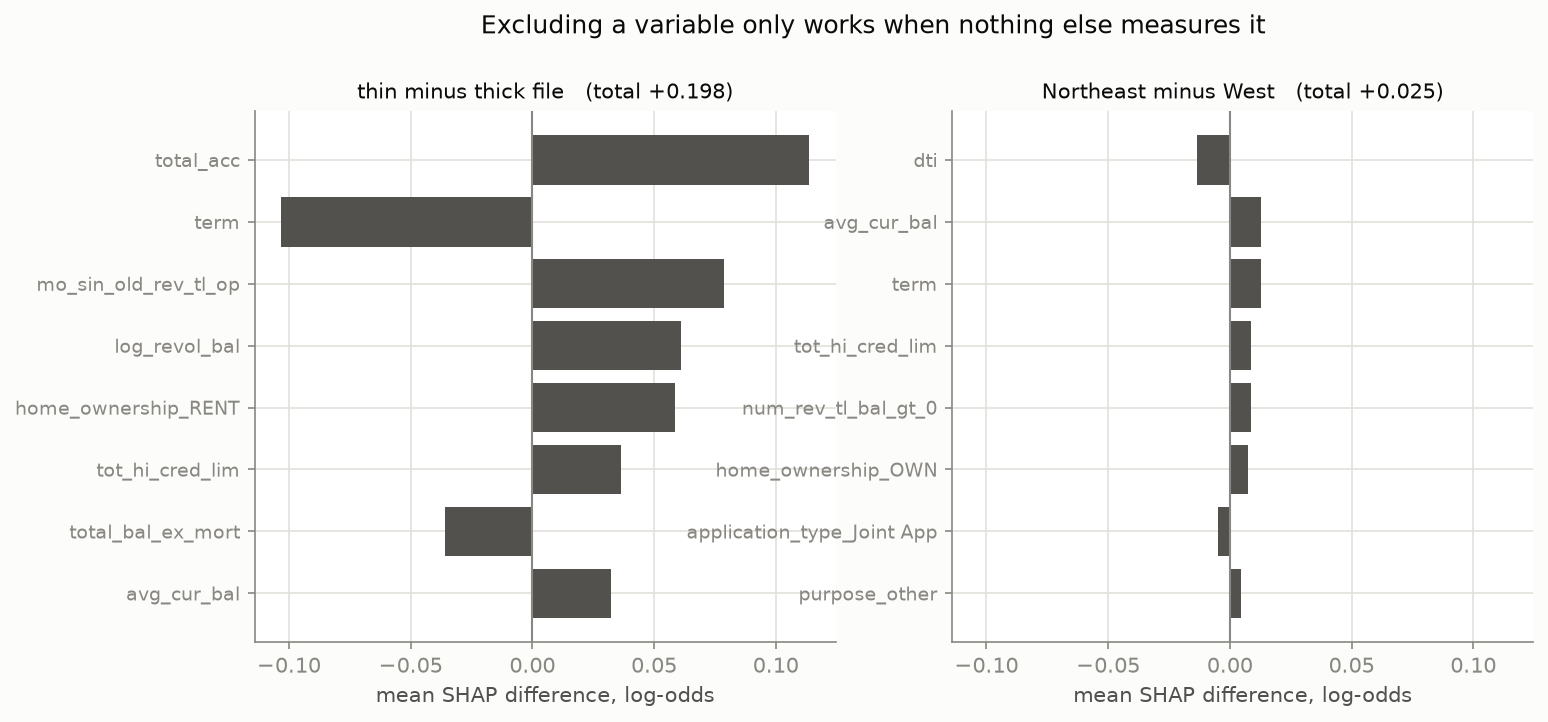 Excluding a variable only works when nothing else measures it
thin minus thick file (total +0.198)
total_acc
term
mo_sin_old_rev_tl_op
log_revol_bal
home_ownership_RENT
tot_hi_cred_lim
total_bal_ex_mort
avg_cur_bal
−0.10 −0.05 0.00 0.05 0.10
mean SHAP difference, log-odds
Northeast minus West (total +0.025)
dti
avg_cur_bal
term
tot_hi_cred_lim
num_rev_tl_bal_gt_0
home_ownership_OWN
application_type_Joint App
purpose_other
−0.10 −0.05 0.00 0.05 0.10
mean SHAP difference, log-odds